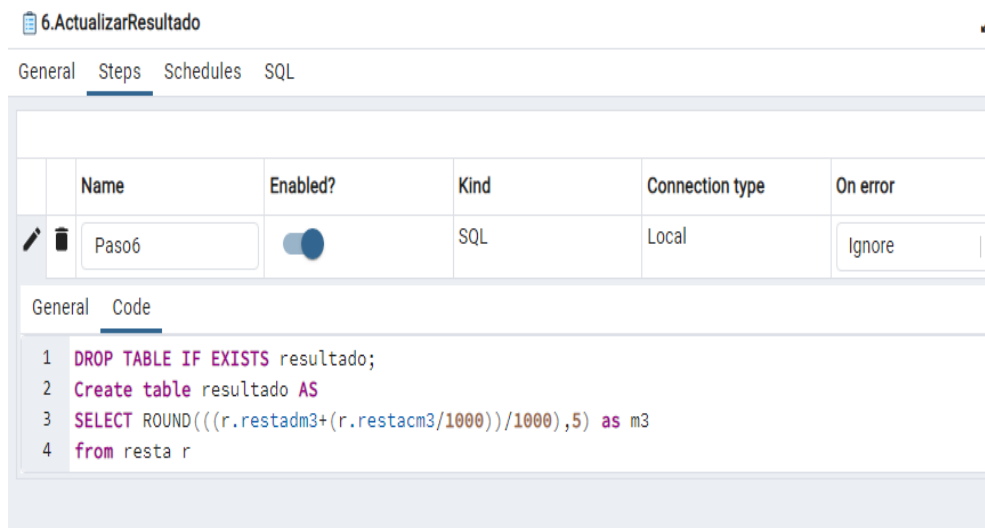 6.ActualizarResultado
General Steps Schedules SQL
Name Enabled? Kind Connection type On error
Paso6 SQL Local Ignore
General Code
1 DROP TABLE IF EXISTS resultado;
2 Create table resultado AS
3 SELECT ROUND(((r.restadm3+(r.restacm3/1000))/1000),5) as m3
4 from resta r